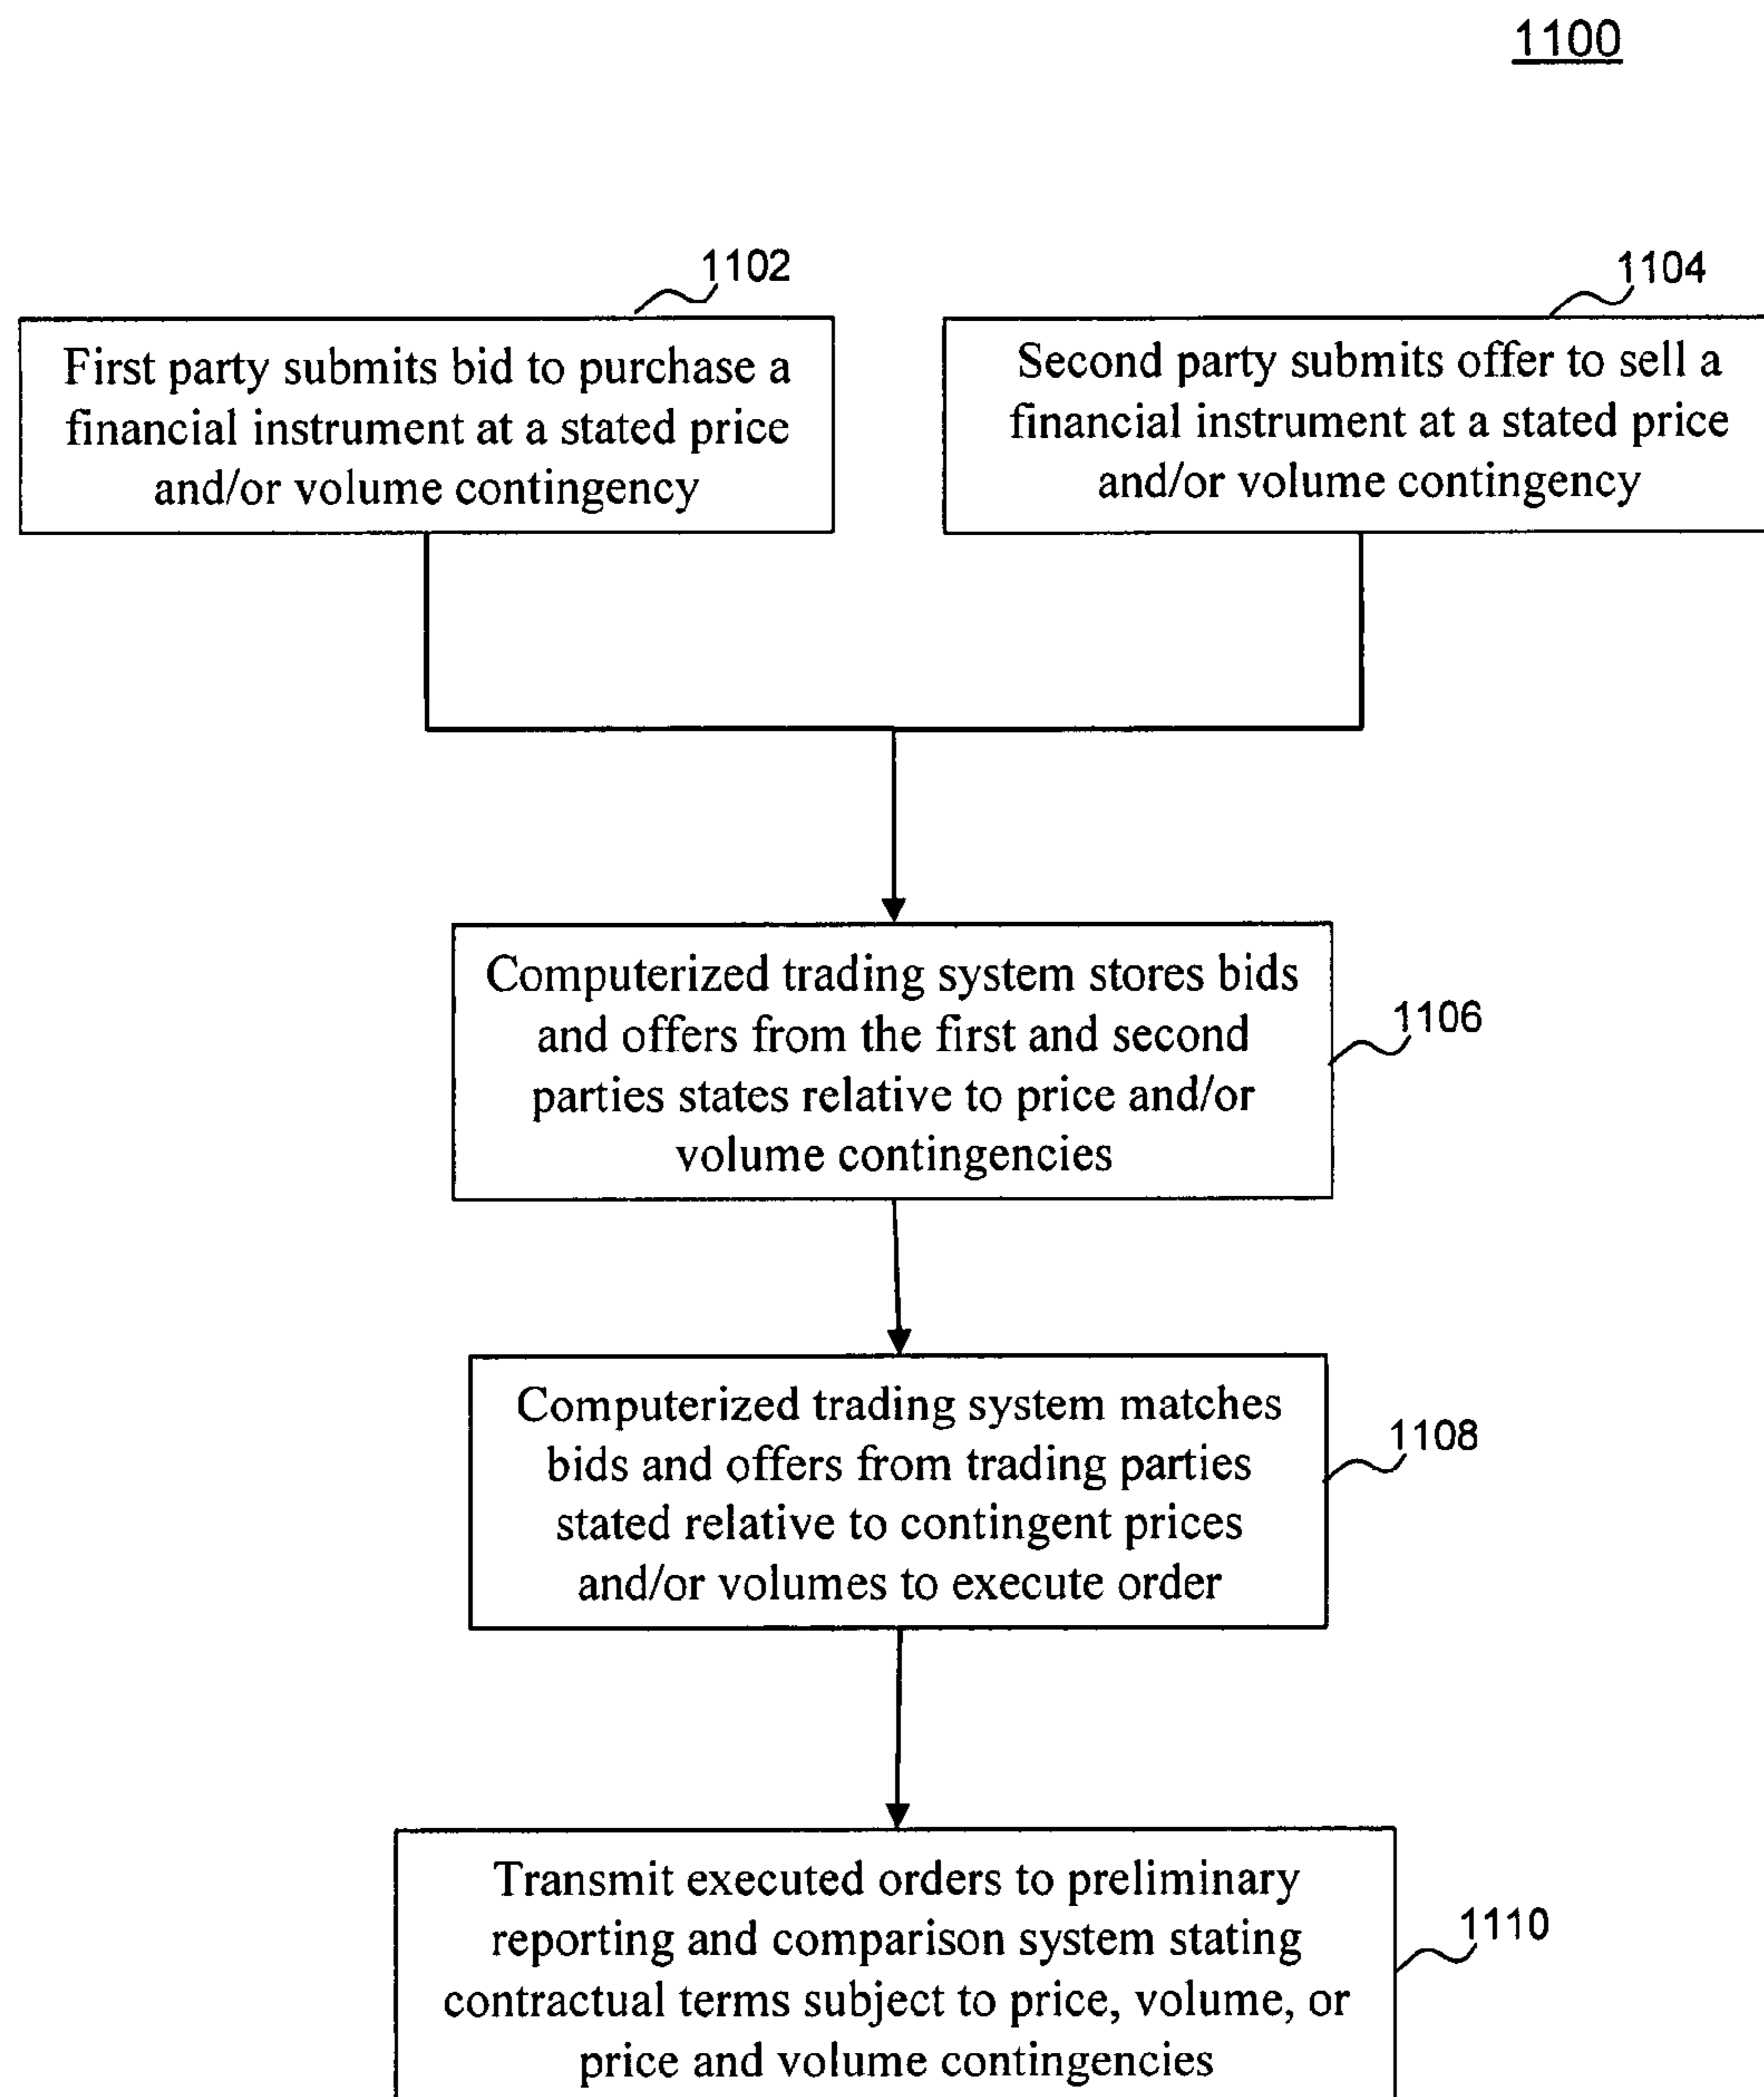 1100
1102
First party submits bid to purchase a
financial instrument at a stated price
and/or volume contingency
1104
Second party submits offer to sell a
financial instrument at a stated price
and/or volume contingency
Computerized trading system stores bids
and offers from the first and second
parties states relative to price and/or
volume contingencies
1106
Computerized trading system matches
bids and offers from trading parties
stated relative to contingent prices
and/or volumes to execute order
1108
Transmit executed orders to preliminary
reporting and comparison system stating
contractual terms subject to price, volume, or
price and volume contingencies
1110